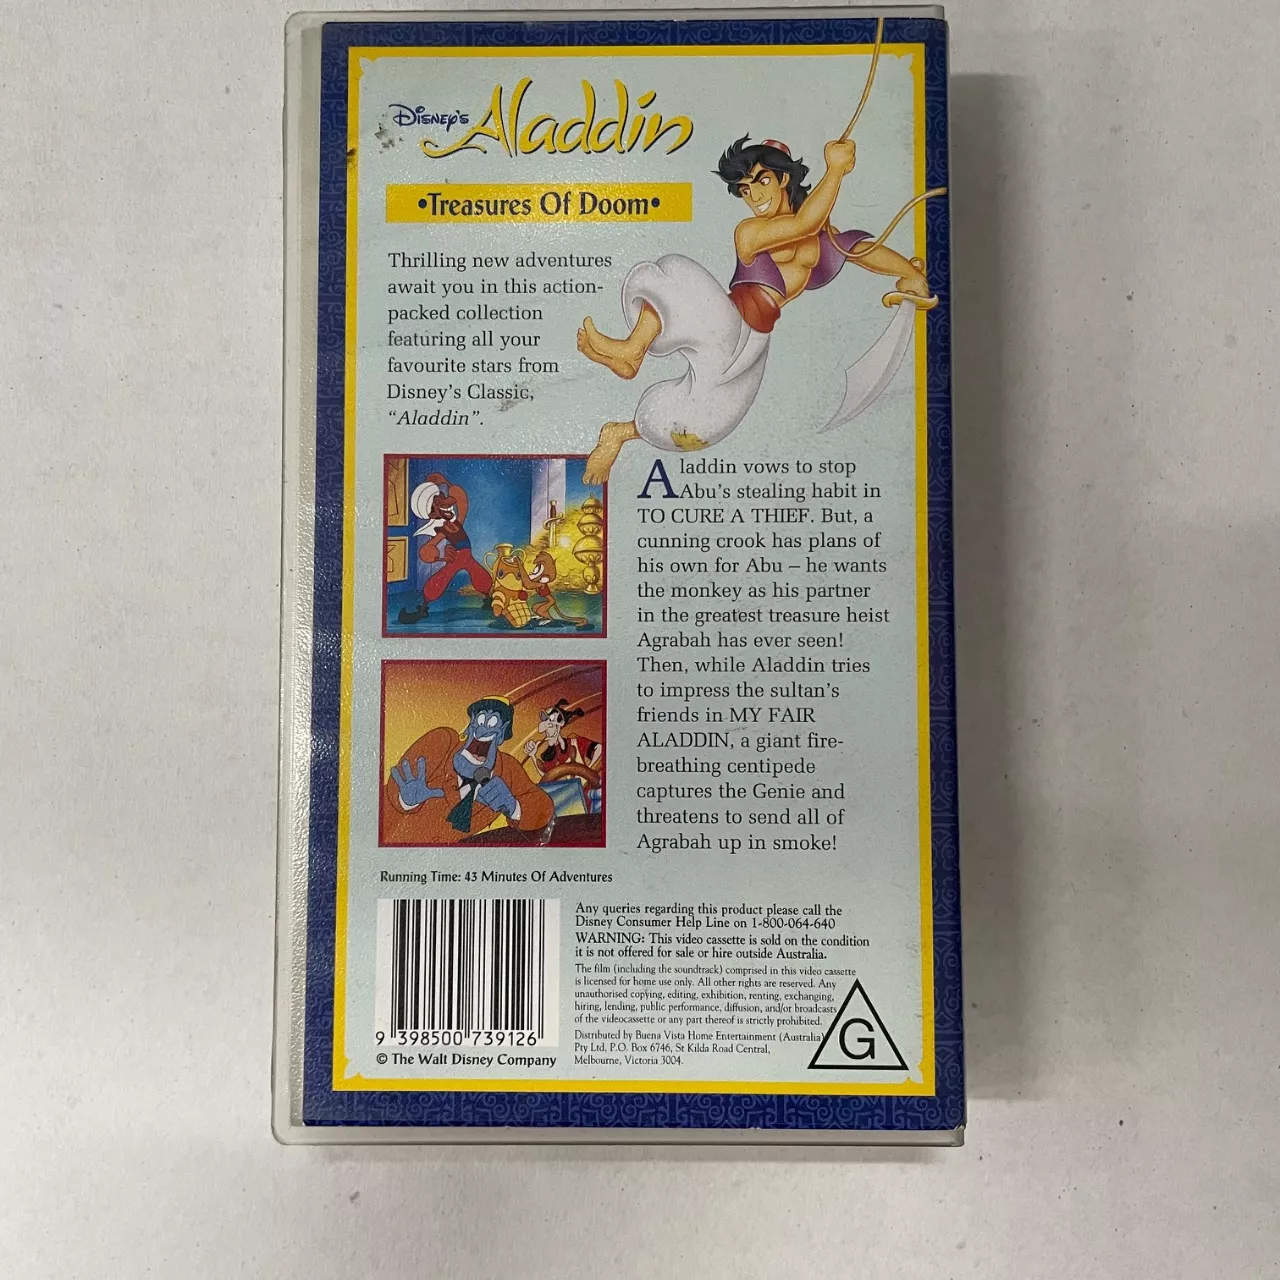 Disney's Aladdin
•Treasures Of Doom•
Thrilling new adventures
await you in this action-
packed collection
featuring all your
favourite stars from
Disney's Classic,
“Aladdin”.
Aladdin vows to stop
Abu's stealing habit in
TO CURE A THIEF. But, a
cunning crook has plans of
his own for Abu – he wants
the monkey as his partner
in the greatest treasure heist
Agrabah has ever seen!
Then, while Aladdin tries
to impress the sultan's
friends in MY FAIR
ALADDIN, a giant fire-
breathing centipede
captures the Genie and
threatens to send all of
Agrabah up in smoke!
Running Time: 43 Minutes Of Adventures
9 398500 739126
© The Walt Disney Company
Any queries regarding this product please call the
Disney Consumer Help Line on 1-800-064-640
WARNING: This video cassette is sold on the condition
it is not offered for sale or hire outside Australia.
The film (including the soundtrack) comprised in this video cassette
is licensed for home use only. All other rights are reserved. Any
unauthorised copying, editing, exhibition, renting, exchanging,
hiring, lending, public performance, diffusion, and/or broadcasts
of the videocassette or any part thereof is strictly prohibited.
Distributed by Buena Vista Home Entertainment (Australia)
Pty Ltd, P.O. Box 6746, St Kilda Road Central,
Melbourne, Victoria 3004.
G